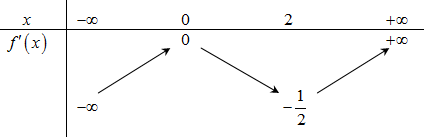 x −∞ 0 2 +∞
f′(x) 0 +∞
−∞ −1/2